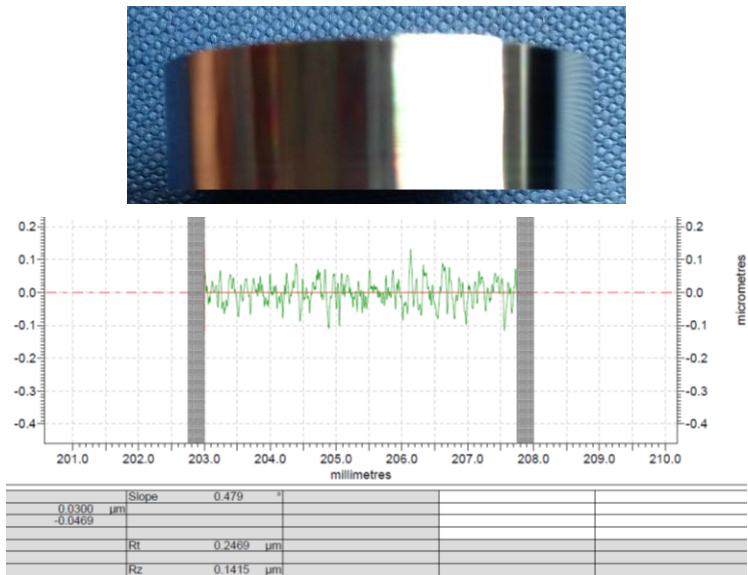 0.2 0.2
0.1 0.1
0.0 0.0
-0.1 -0.1
-0.2 -0.2
-0.3 -0.3
-0.4 -0.4
micrometres
201.0 202.0 203.0 204.0 205.0 206.0 207.0 208.0 209.0 210.0
millimetres
Slope 0.479 °
0.0300 µm
-0.0469
Rt 0.2469 µm
Rz 0.1415 µm